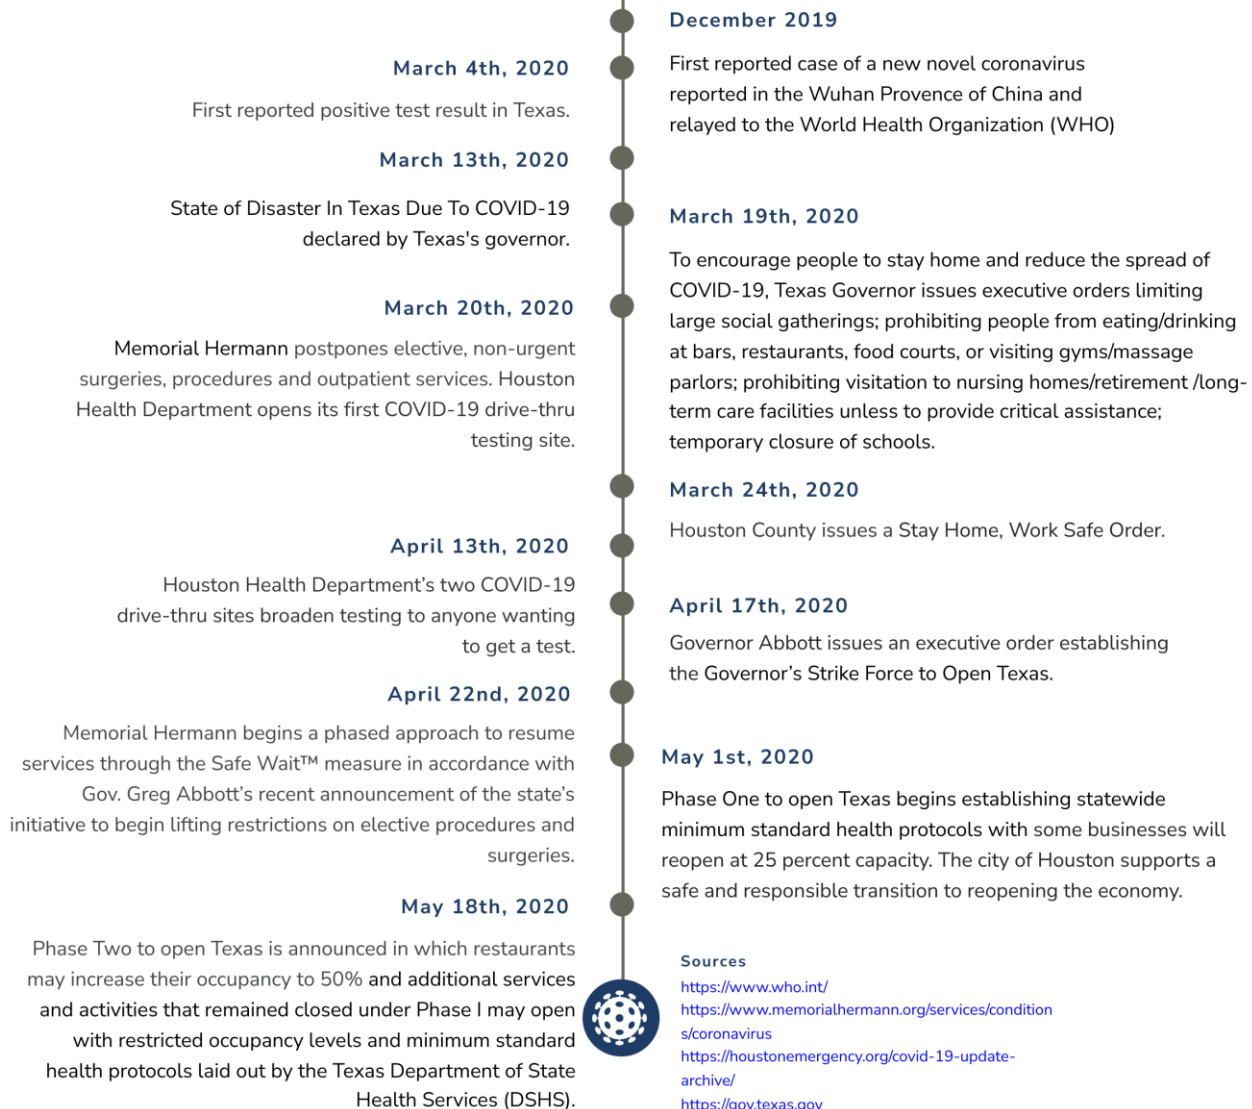 December 2019
First reported case of a new novel coronavirus
reported in the Wuhan Provence of China and
relayed to the World Health Organization (WHO)
March 4th, 2020
First reported positive test result in Texas.
March 13th, 2020
State of Disaster In Texas Due To COVID-19
declared by Texas's governor.
March 19th, 2020
To encourage people to stay home and reduce the spread of
COVID-19, Texas Governor issues executive orders limiting
large social gatherings; prohibiting people from eating/drinking
at bars, restaurants, food courts, or visiting gyms/massage
parlors; prohibiting visitation to nursing homes/retirement /long-
term care facilities unless to provide critical assistance;
temporary closure of schools.
March 20th, 2020
Memorial Hermann postpones elective, non-urgent
surgeries, procedures and outpatient services. Houston
Health Department opens its first COVID-19 drive-thru
testing site.
March 24th, 2020
Houston County issues a Stay Home, Work Safe Order.
April 13th, 2020
Houston Health Department’s two COVID-19
drive-thru sites broaden testing to anyone wanting
to get a test.
April 17th, 2020
Governor Abbott issues an executive order establishing
the Governor’s Strike Force to Open Texas.
April 22nd, 2020
Memorial Hermann begins a phased approach to resume
services through the Safe Wait™ measure in accordance with
Gov. Greg Abbott’s recent announcement of the state’s
initiative to begin lifting restrictions on elective procedures and
surgeries.
May 1st, 2020
Phase One to open Texas begins establishing statewide
minimum standard health protocols with some businesses will
reopen at 25 percent capacity. The city of Houston supports a
safe and responsible transition to reopening the economy.
May 18th, 2020
Phase Two to open Texas is announced in which restaurants
may increase their occupancy to 50% and additional services
and activities that remained closed under Phase I may open
with restricted occupancy levels and minimum standard
health protocols laid out by the Texas Department of State
Health Services (DSHS).
Sources
https://www.who.int/
https://www.memorialhermann.org/services/condition
s/coronavirus
https://houstonemergency.org/covid-19-update-
archive/
https://gov.texas.gov